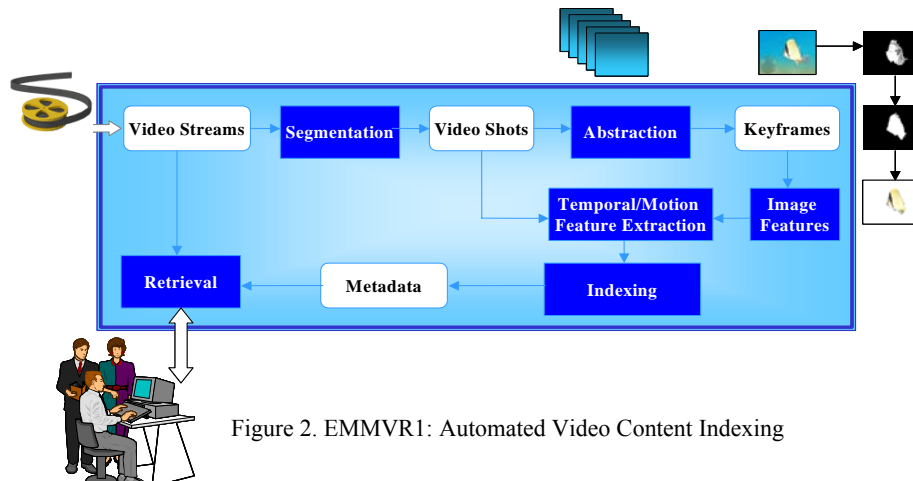 Video Streams
Segmentation
Video Shots
Abstraction
Keyframes
Temporal/Motion
Feature Extraction
Image
Features
Retrieval
Metadata
Indexing
Figure 2. EMMVR1: Automated Video Content Indexing